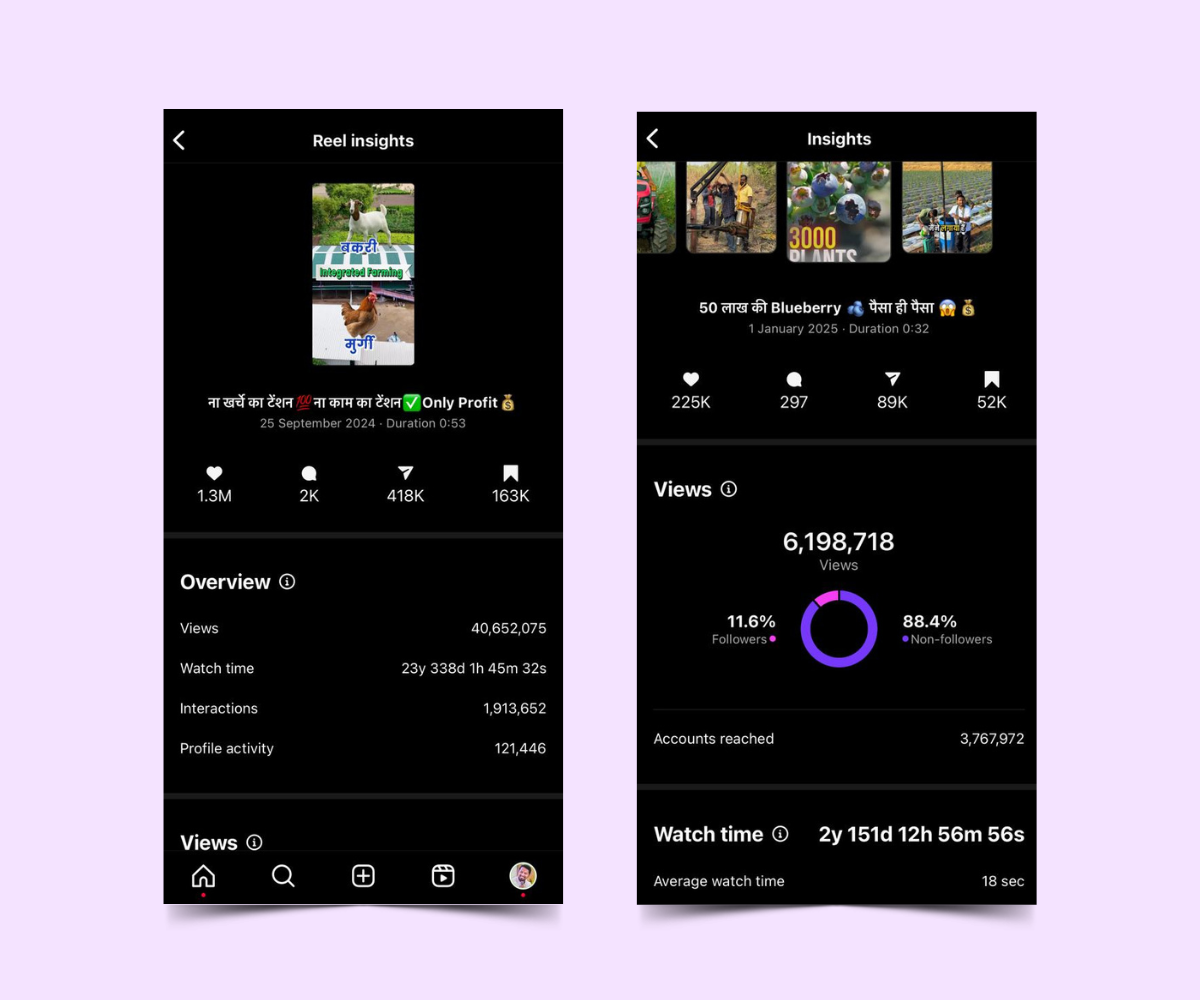 Reel insights
बकरी
Integrated Farming
मुर्गी
ना खर्चे का टेंशन💯ना काम का टेंशन✅Only Profit💰
25 September 2024 · Duration 0:53
1.3M 2K 418K 163K
Overview
Views 40,652,075
Watch time 23y 338d 1h 45m 32s
Interactions 1,913,652
Profile activity 121,446
Views
Insights
3000
PLANTS
मैंने लगाया है
50 लाख की Blueberry 🫐 पैसा ही पैसा 😱💰
1 January 2025 · Duration 0:32
225K 297 89K 52K
Views
6,198,718
Views
11.6% 88.4%
Followers Non-followers
Accounts reached 3,767,972
Watch time 2y 151d 12h 56m 56s
Average watch time 18 sec